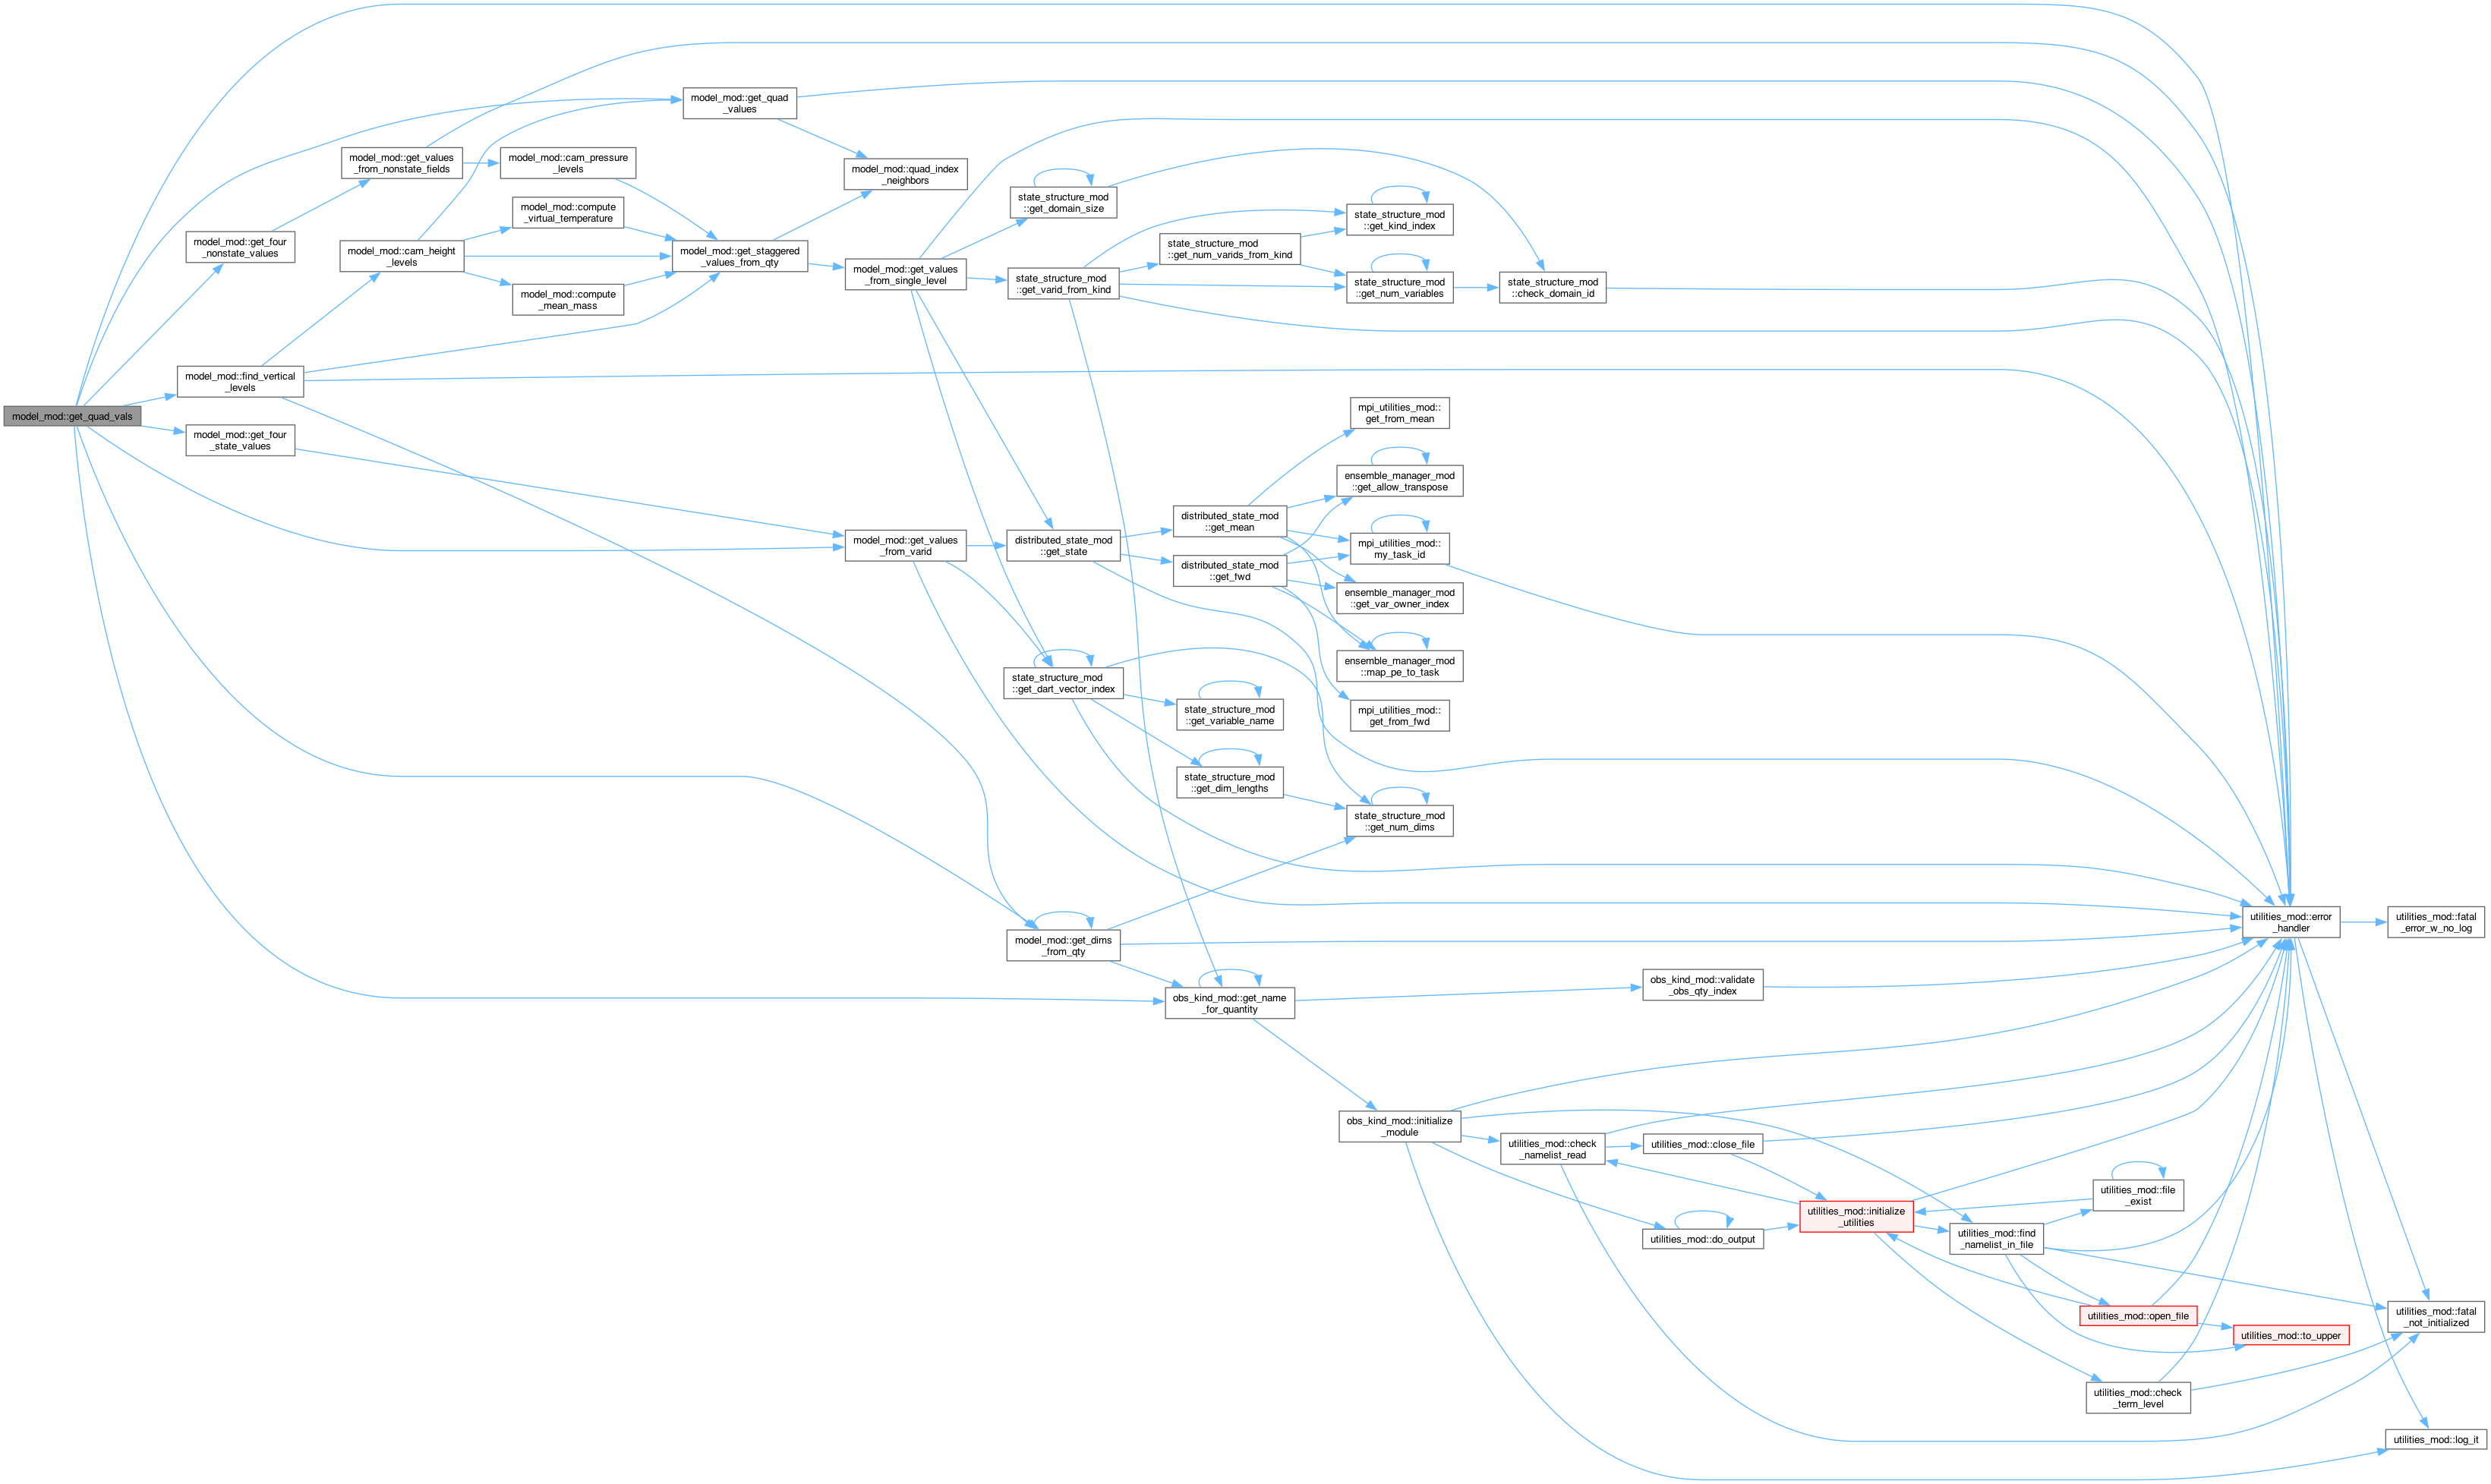 model_mod::get_quad_vals
model_mod::get_four
_nonstate_values
model_mod::find_vertical
_levels
model_mod::get_four
_state_values
model_mod::get_values
_from_nonstate_fields
model_mod::cam_height
_levels
model_mod::cam_pressure
_levels
model_mod::compute
_virtual_temperature
model_mod::compute
_mean_mass
model_mod::get_quad
_values
model_mod::get_staggered
_values_from_qty
model_mod::quad_index
_neighbors
model_mod::get_values
_from_single_level
model_mod::get_values
_from_varid
state_structure_mod
::get_domain_size
state_structure_mod
::get_varid_from_kind
distributed_state_mod
::get_state
state_structure_mod
::get_dart_vector_index
model_mod::get_dims
_from_qty
state_structure_mod
::get_num_varids_from_kind
distributed_state_mod
::get_mean
distributed_state_mod
::get_fwd
state_structure_mod
::get_variable_name
state_structure_mod
::get_dim_lengths
obs_kind_mod::get_name
_for_quantity
state_structure_mod
::get_kind_index
state_structure_mod
::get_num_variables
mpi_utilities_mod::
get_from_mean
ensemble_manager_mod
::get_allow_transpose
mpi_utilities_mod::
my_task_id
ensemble_manager_mod
::get_var_owner_index
ensemble_manager_mod
::map_pe_to_task
mpi_utilities_mod::
get_from_fwd
state_structure_mod
::get_num_dims
obs_kind_mod::initialize
_module
state_structure_mod
::check_domain_id
utilities_mod::check
_namelist_read
obs_kind_mod::validate
_obs_qty_index
utilities_mod::close_file
utilities_mod::do_output
utilities_mod::initialize
_utilities
utilities_mod::find
_namelist_in_file
utilities_mod::file
_exist
utilities_mod::open_file
utilities_mod::check
_term_level
utilities_mod::error
_handler
utilities_mod::to_upper
utilities_mod::fatal
_error_w_no_log
utilities_mod::fatal
_not_initialized
utilities_mod::log_it